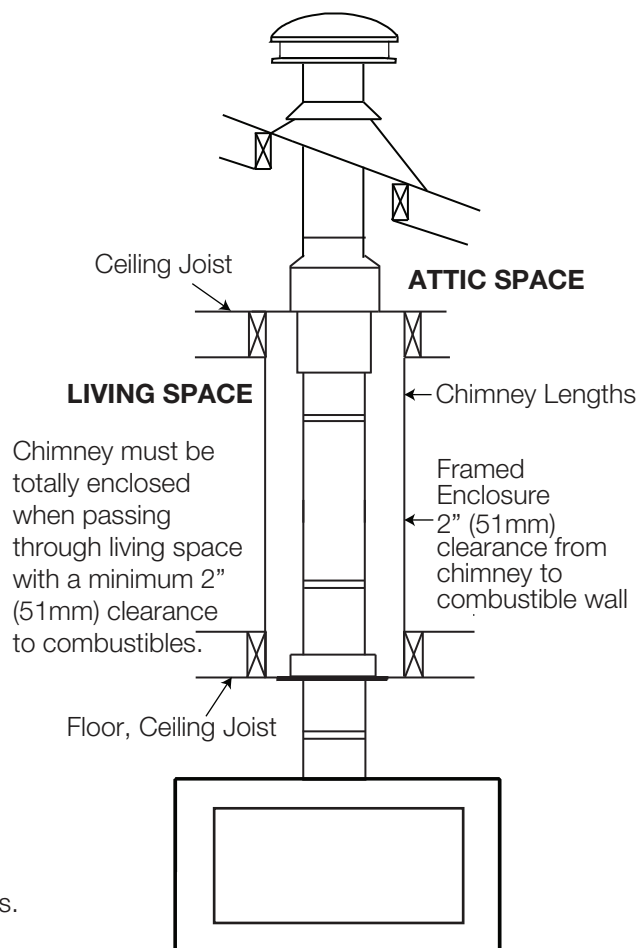 Ceiling Joist
ATTIC SPACE
LIVING SPACE
Chimney Lengths
Chimney must be
totally enclosed
when passing
through living space
with a minimum 2”
(51mm) clearance
to combustibles.
Framed
Enclosure
2” (51mm)
clearance from
chimney to
combustible wall
Floor, Ceiling Joist
s.